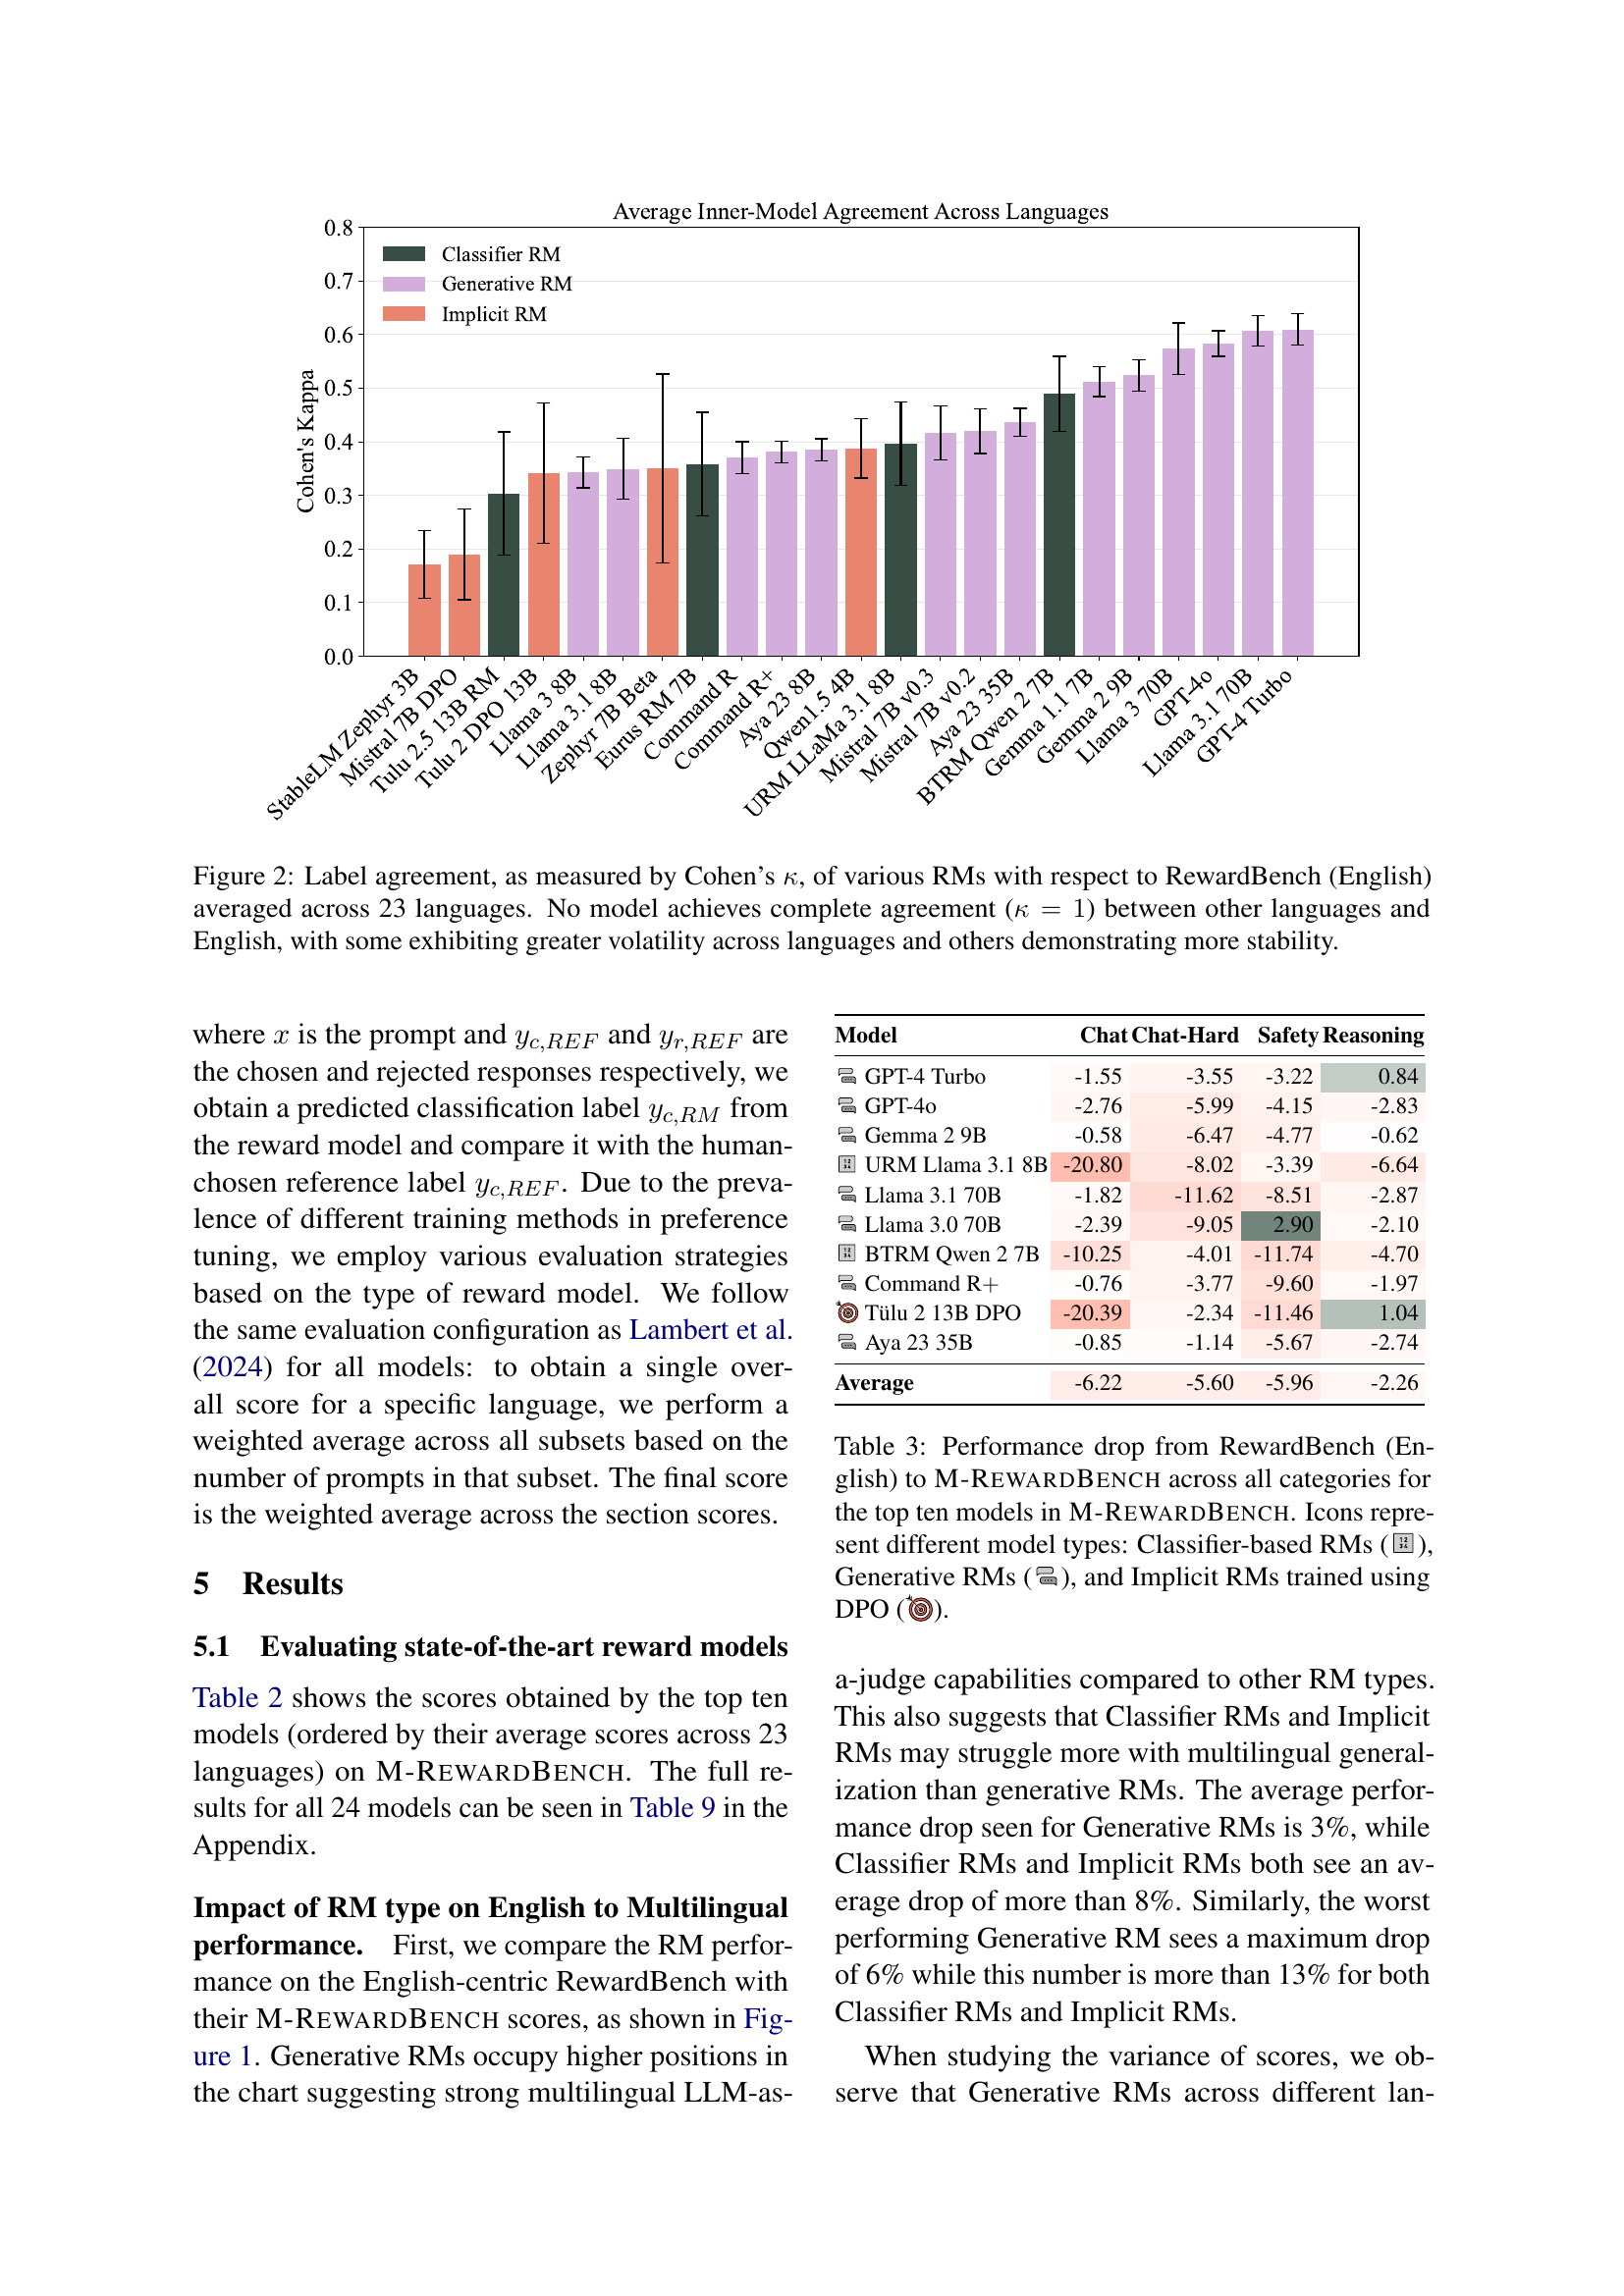 Average Inner-Model Agreement Across Languages
0.8
0.7
0.6
0.5
0.4
0.3
0.2
0.1
0.0
Cohen's Kappa
Classifier RM
Generative RM
Implicit RM
StableLM Zephyr 3B
Mistral 7B DPO
Tulu 2.5 13B RM
Tulu 2 DPO 13B
Llama 3 8B
Llama 3.1 8B
Zephyr 7B Beta
Eurus RM 7B
Command R
Command R+
Aya 23 8B
Qwen1.5 4B
URM LLaMa 3.1 8B
Mistral 7B v0.3
Mistral 7B v0.2
Aya 23 35B
BTRM Qwen 2 7B
Gemma 1.1 7B
Gemma 2 9B
Llama 3 70B
GPT-4o
Llama 3.1 70B
GPT-4 Turbo
Figure 2: Label agreement, as measured by Cohen's κ, of various RMs with respect to RewardBench (English)
averaged across 23 languages. No model achieves complete agreement (κ = 1) between other languages and
English, with some exhibiting greater volatility across languages and others demonstrating more stability.
where x is the prompt and y_{c,REF} and y_{r,REF} are
the chosen and rejected responses respectively, we
obtain a predicted classification label y_{c,RM} from
the reward model and compare it with the human-
chosen reference label y_{c,REF}. Due to the preva-
lence of different training methods in preference
tuning, we employ various evaluation strategies
based on the type of reward model. We follow
the same evaluation configuration as Lambert et al.
(2024) for all models: to obtain a single over-
all score for a specific language, we perform a
weighted average across all subsets based on the
number of prompts in that subset. The final score
is the weighted average across the section scores.
5 Results
5.1 Evaluating state-of-the-art reward models
Table 2 shows the scores obtained by the top ten
models (ordered by their average scores across 23
languages) on M-REWARDBENCH. The full re-
sults for all 24 models can be seen in Table 9 in the
Appendix.
Impact of RM type on English to Multilingual
performance. First, we compare the RM perfor-
mance on the English-centric RewardBench with
their M-REWARDBENCH scores, as shown in Fig-
ure 1. Generative RMs occupy higher positions in
the chart suggesting strong multilingual LLM-as-
Model Chat Chat-Hard Safety Reasoning
GPT-4 Turbo -1.55 -3.55 -3.22 0.84
GPT-4o -2.76 -5.99 -4.15 -2.83
Gemma 2 9B -0.58 -6.47 -4.77 -0.62
URM Llama 3.1 8B -20.80 -8.02 -3.39 -6.64
Llama 3.1 70B -1.82 -11.62 -8.51 -2.87
Llama 3.0 70B -2.39 -9.05 2.90 -2.10
BTRM Qwen 2 7B -10.25 -4.01 -11.74 -4.70
Command R+ -0.76 -3.77 -9.60 -1.97
Tülu 2 13B DPO -20.39 -2.34 -11.46 1.04
Aya 23 35B -0.85 -1.14 -5.67 -2.74
Average -6.22 -5.60 -5.96 -2.26
Table 3: Performance drop from RewardBench (En-
glish) to M-REWARDBENCH across all categories for
the top ten models in M-REWARDBENCH. Icons repre-
sent different model types: Classifier-based RMs ( ),
Generative RMs ( ), and Implicit RMs trained using
DPO ( ).
a-judge capabilities compared to other RM types.
This also suggests that Classifier RMs and Implicit
RMs may struggle more with multilingual general-
ization than generative RMs. The average perfor-
mance drop seen for Generative RMs is 3%, while
Classifier RMs and Implicit RMs both see an av-
erage drop of more than 8%. Similarly, the worst
performing Generative RM sees a maximum drop
of 6% while this number is more than 13% for both
Classifier RMs and Implicit RMs.
When studying the variance of scores, we ob-
serve that Generative RMs across different lan-